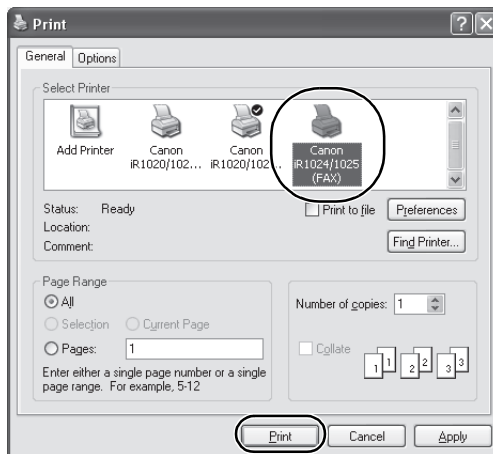 Print
General Options
Select Printer
Add Printer
Canon iR1020/102...
Canon iR1020/102...
Canon iR1024/1025 (FAX)
Status: Ready
Location:
Comment:
Print to file
Preferences
Find Printer...
Page Range
All
Selection Current Page
Pages: 1
Enter either a single page number or a single
page range. For example, 5-12
Number of copies: 1
Collate
1 1 2 2 3 3
Print Cancel Apply